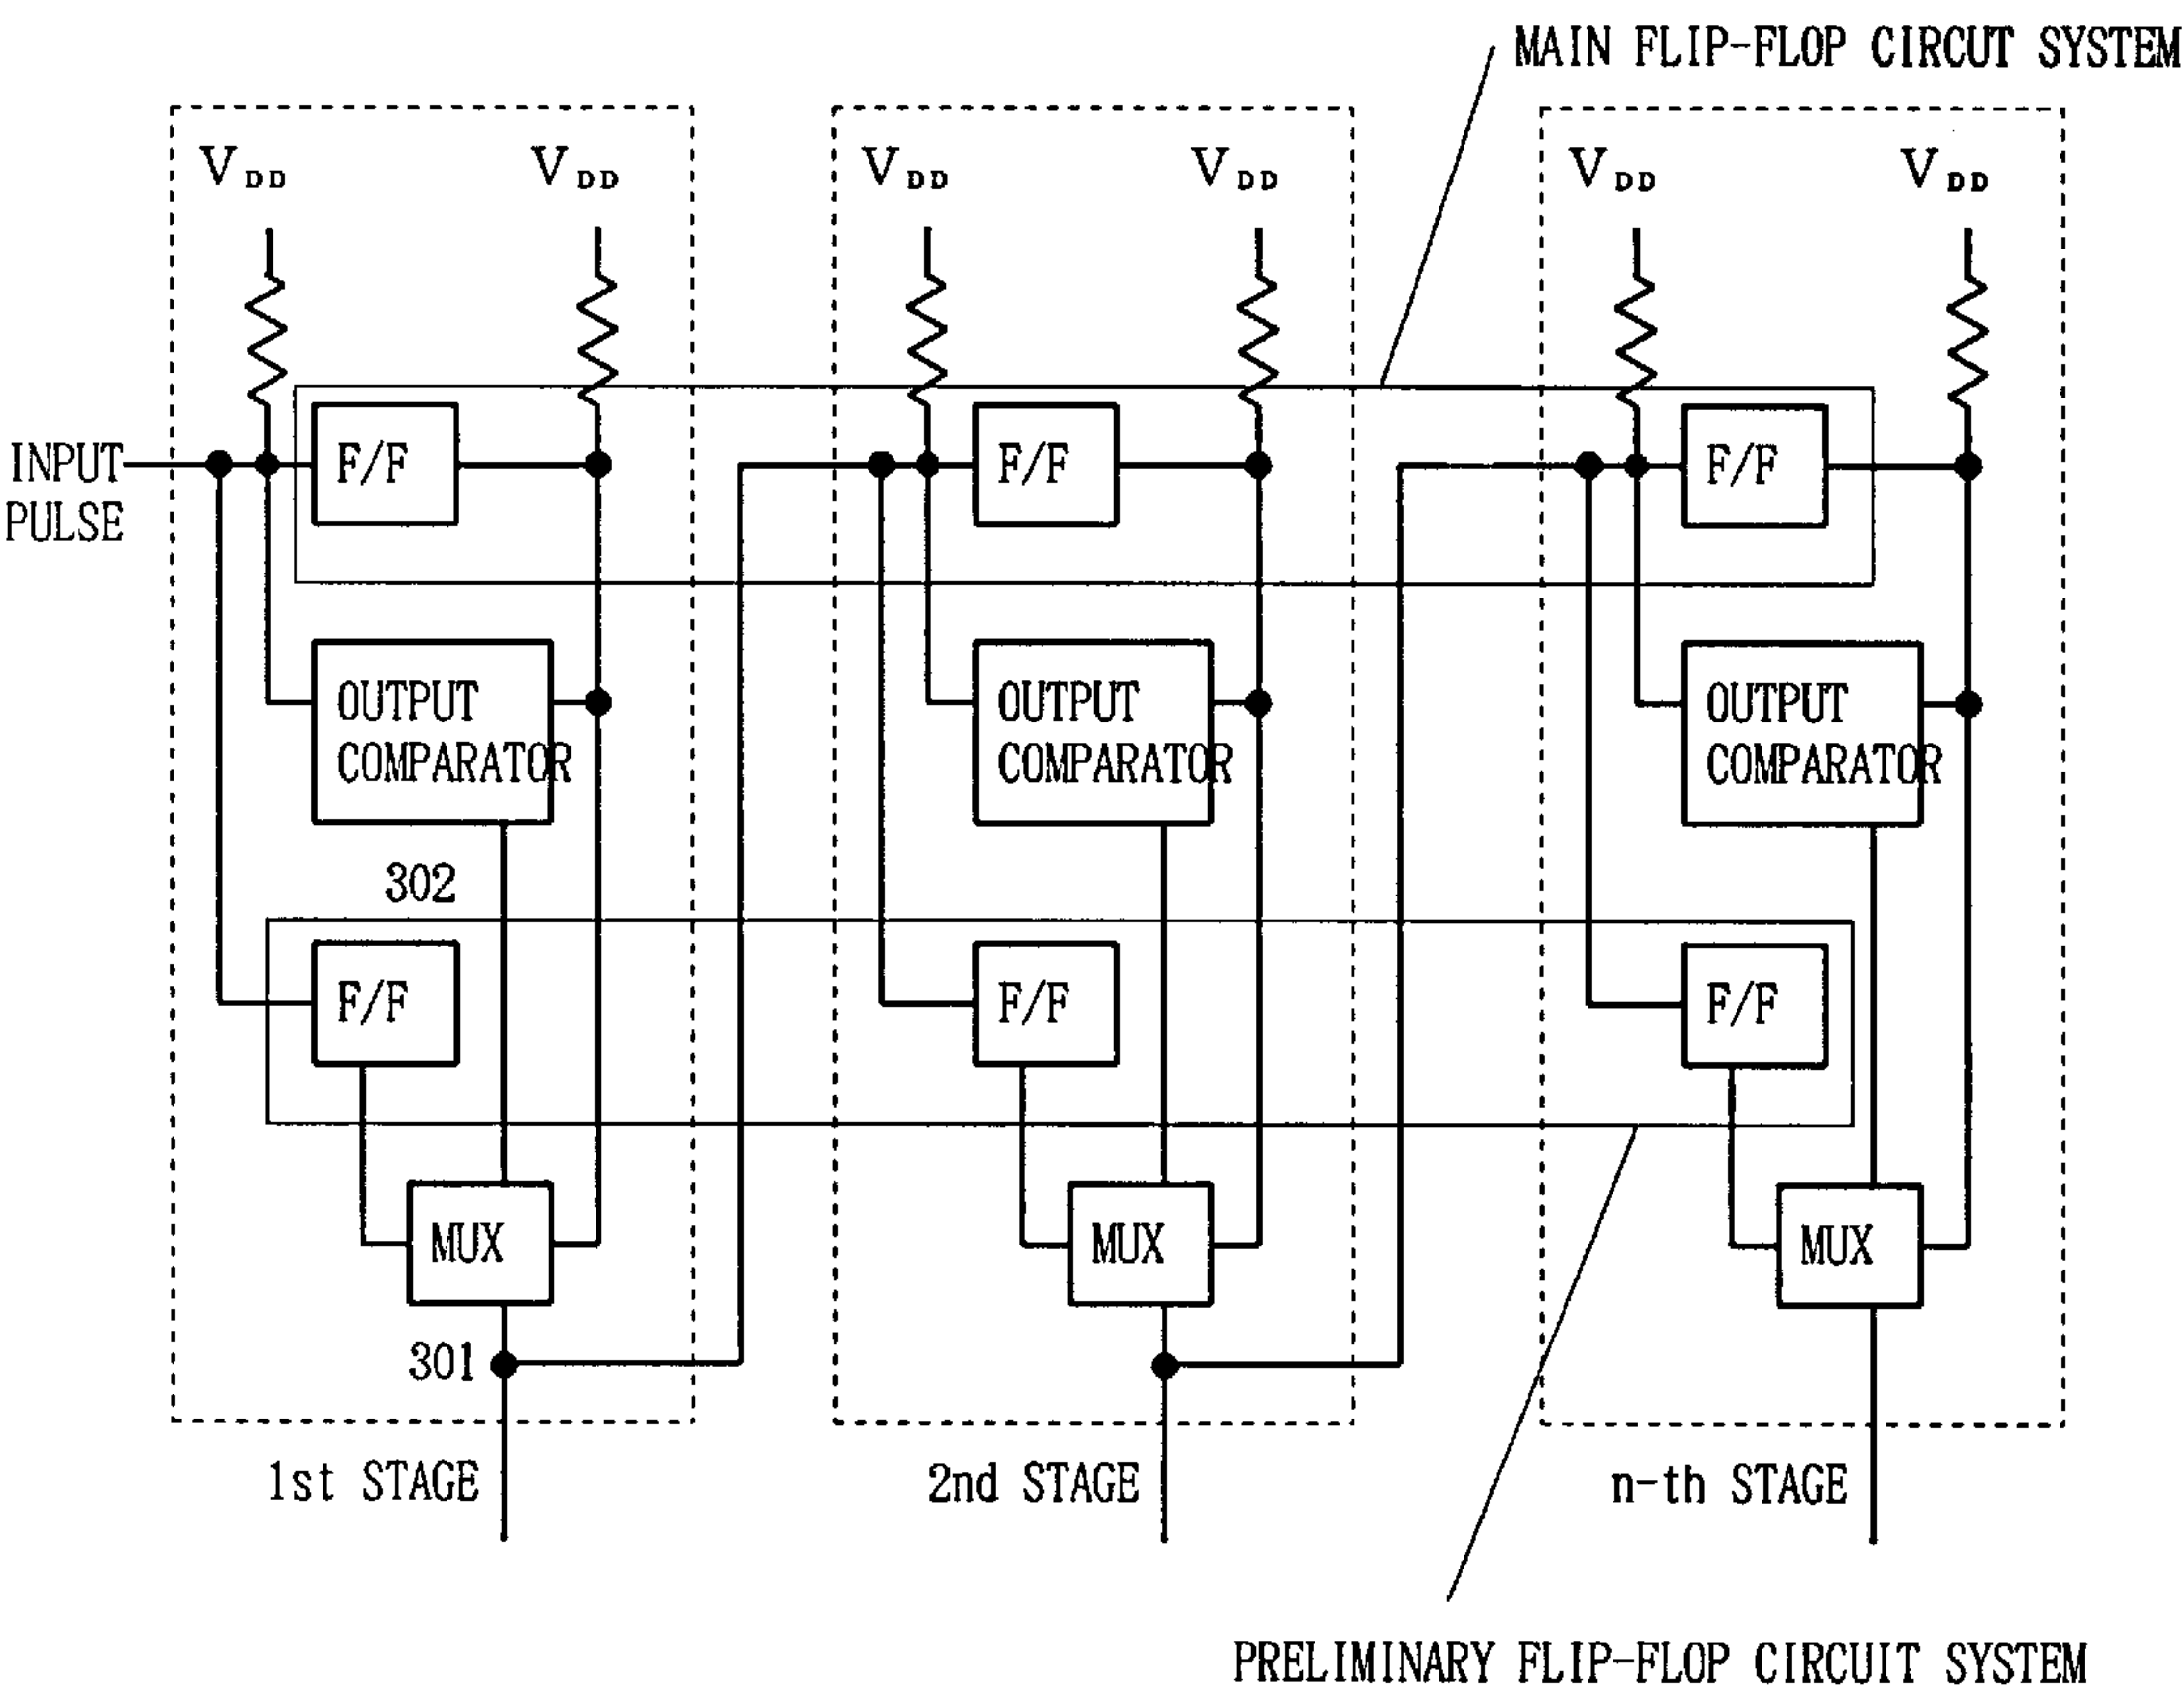 MAIN FLIP-FLOP CIRCUT SYSTEM
VDD VDD VDD VDD VDD VDD
INPUT
PULSE
F/F F/F F/F
OUTPUT
COMPARATOR
OUTPUT
COMPARATOR
OUTPUT
COMPARATOR
302
F/F F/F F/F
MUX MUX MUX
301
1st STAGE 2nd STAGE n-th STAGE
PRELIMINARY FLIP-FLOP CIRCUIT SYSTEM